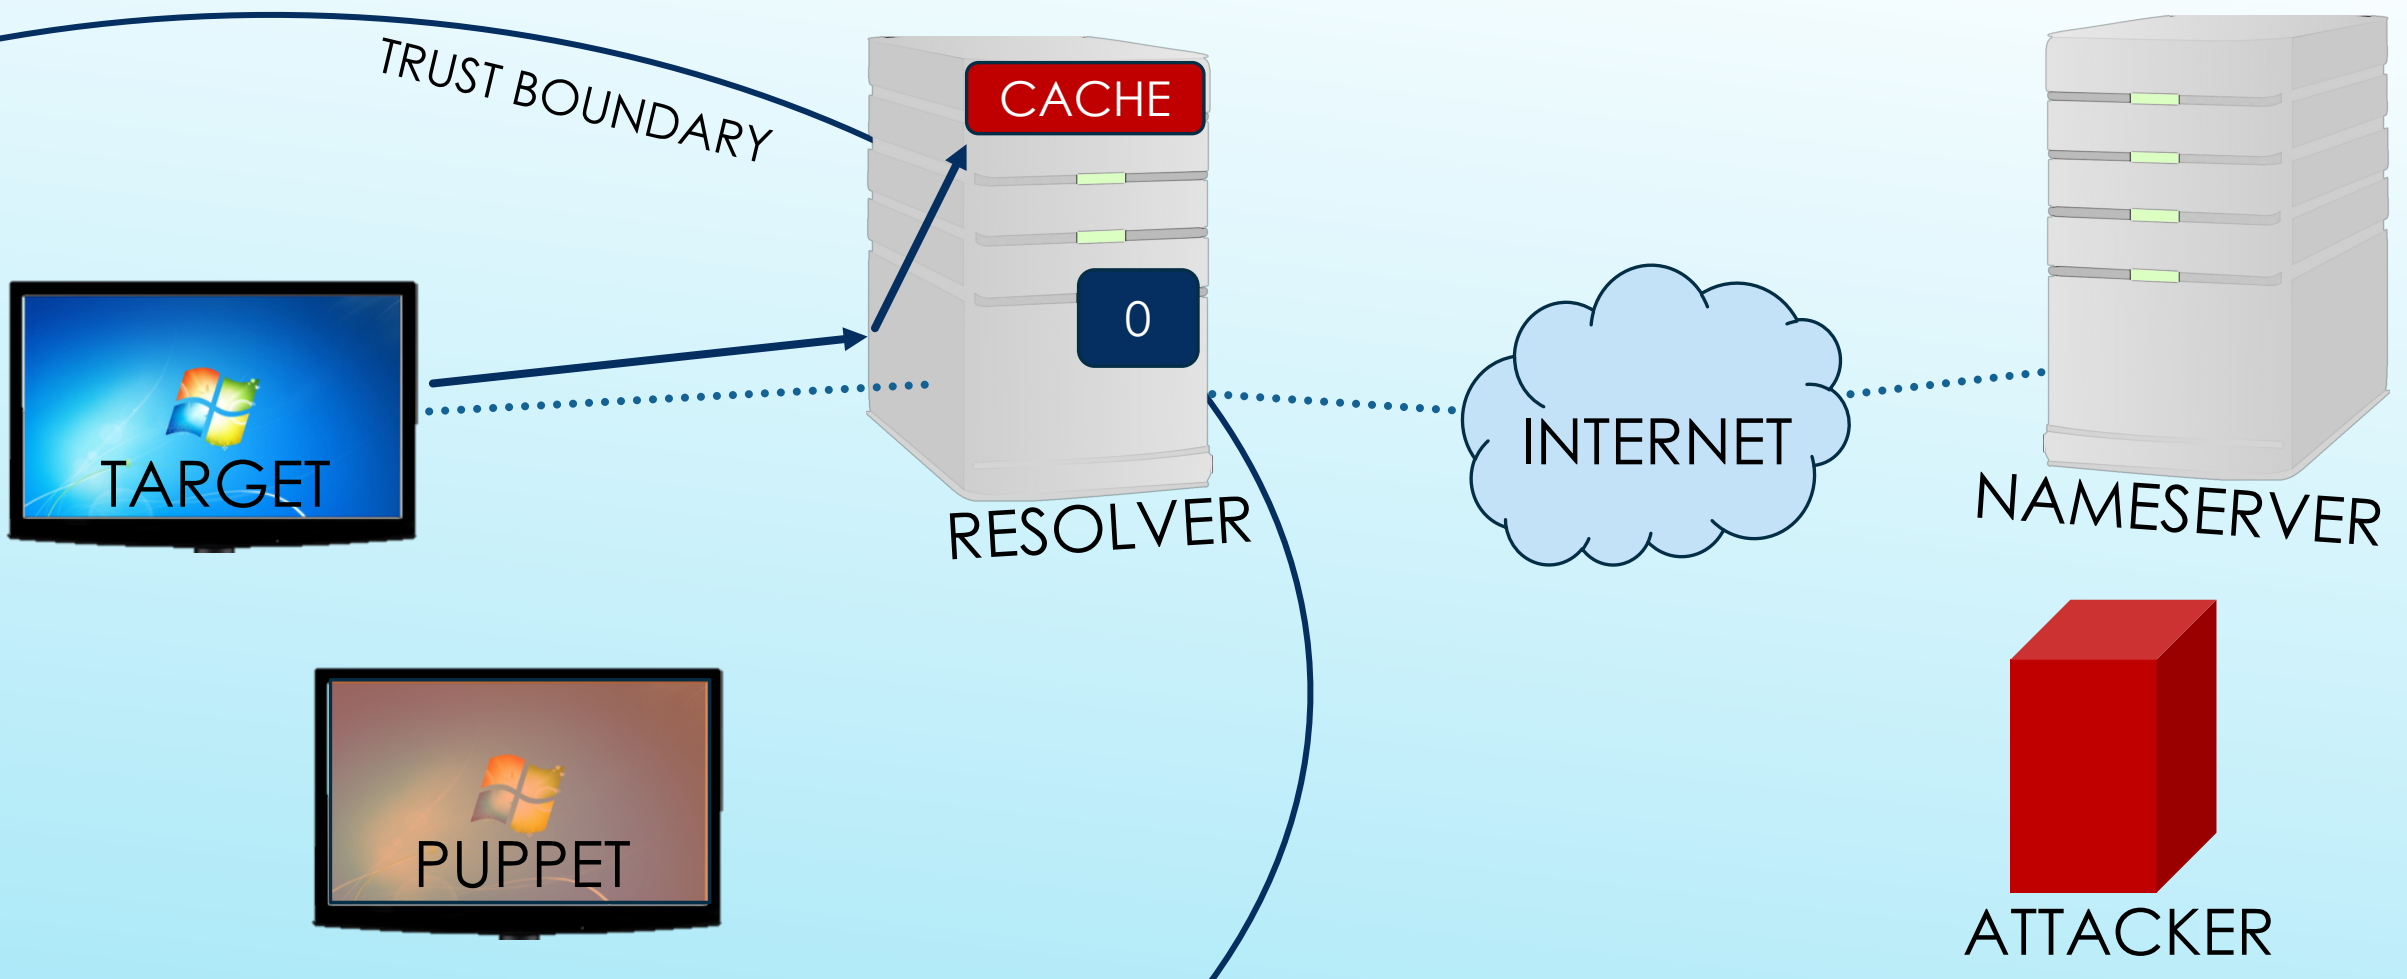 TRUST BOUNDARY
CACHE
0
TARGET
INTERNET
RESOLVER
NAMESERVER
PUPPET
ATTACKER